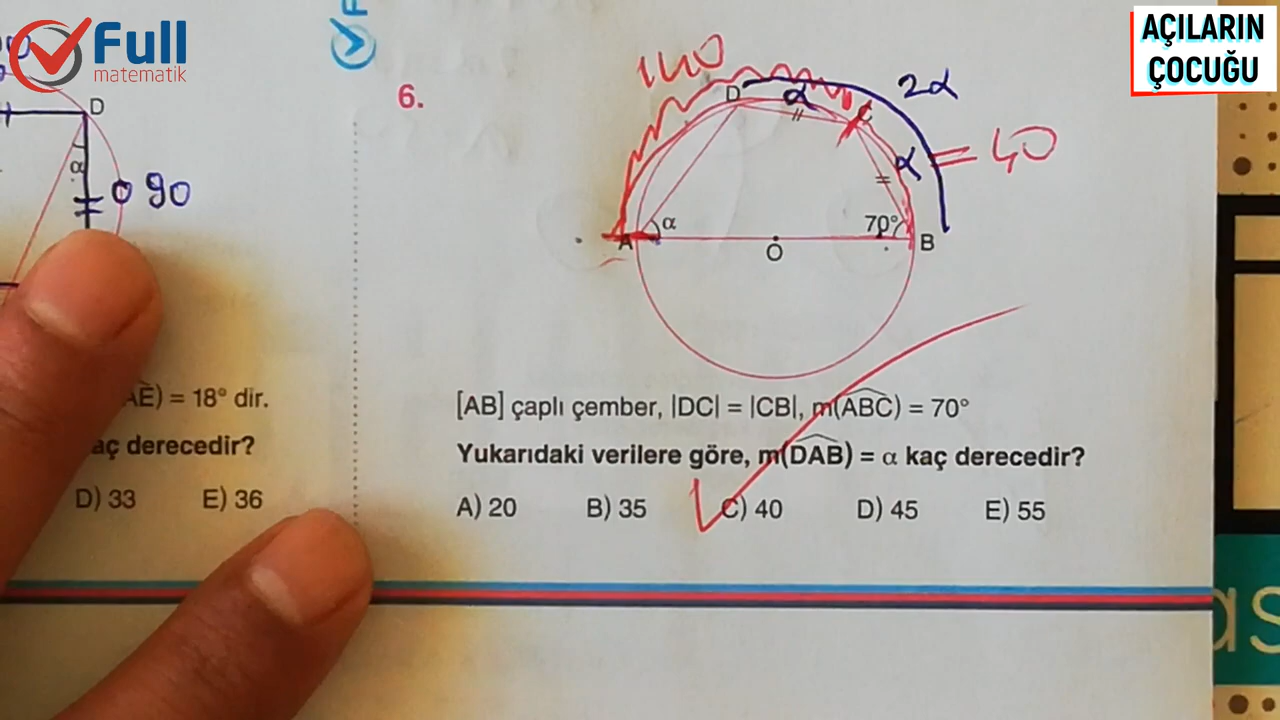 Full
matematik
AÇILARIN
ÇOCUĞU
D
α
90
AE) = 18° dir.
aç derecedir?
D) 33 E) 36
6.
140
D
α
C
2α
= 40
α
α
70°
A
O
B
[AB] çaplı çember, |DC| = |CB|, m(ABC) = 70°
Yukarıdaki verilere göre, m(DAB) = α kaç derecedir?
A) 20 B) 35 C) 40 D) 45 E) 55
as